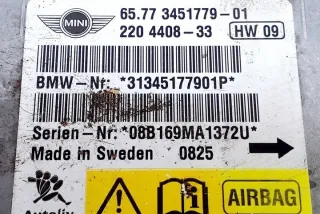 MINI
65.77 3451779-01
220 4408-33 HW 09
BMW-Nr: *31345177901P*
Serien-Nr*08B169MA1372U*
Made in Sweden 0825
AIRBAG
Autoliv